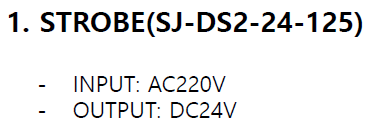 1. STROBE(SJ-DS2-24-125)
- INPUT: AC220V
- OUTPUT: DC24V